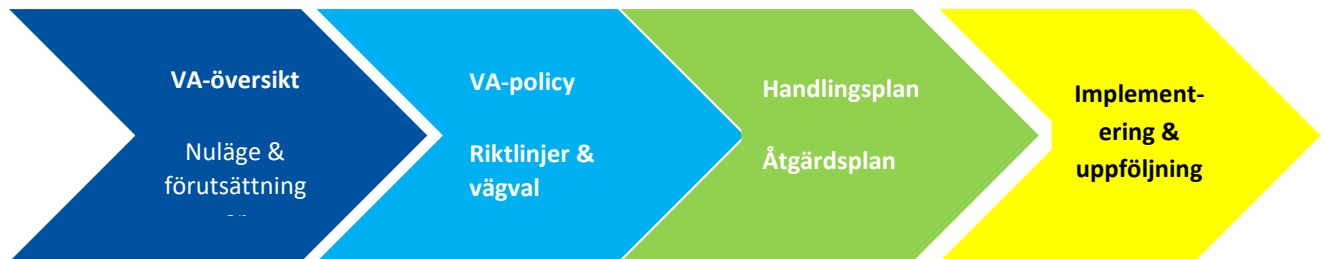 VA-översikt
Nuläge &
förutsättning
VA-policy
Riktlinjer &
vägval
Handlingsplan
Åtgärdsplan
Implement-
ering &
uppföljning